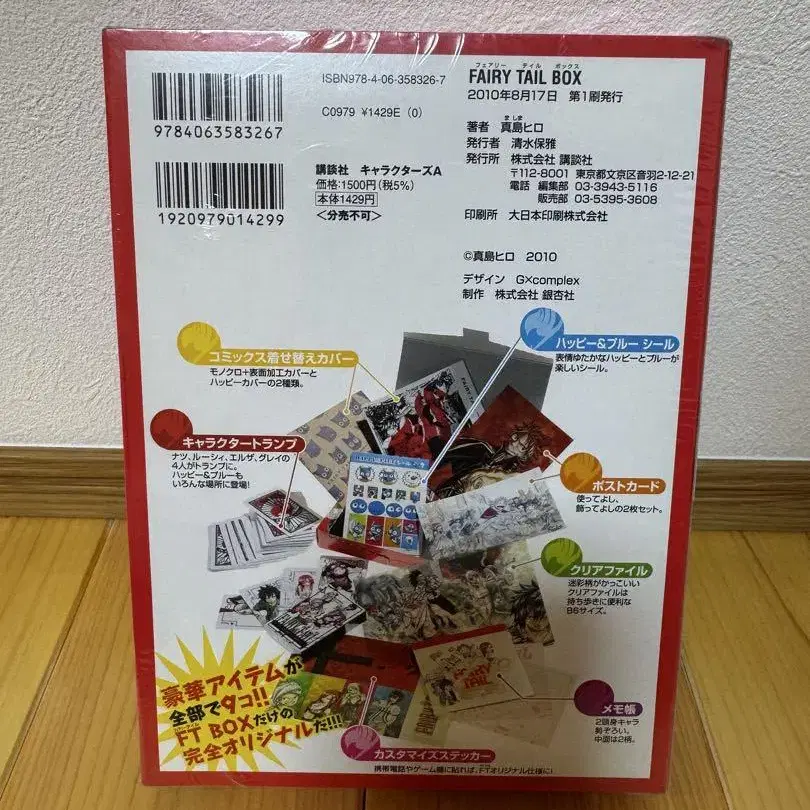 ISBN978-4-06-358326-7
C0979 ¥1429E (0)
9784063583267
1920979014299
講談社 キャラクターズA
価格:1500円(税5%)
本体1429円
<分売不可>
フェアリー テイル ボックス
FAIRY TAIL BOX
2010年8月17日 第1刷発行
ましま
著者 真島ヒロ
発行者 清水保雅
発行所 株式会社 講談社
〒112-8001 東京都文京区音羽2-12-21
電話 編集部 03-3943-5116
販売部 03-5395-3608
印刷所 大日本印刷株式会社
©真島ヒロ 2010
デザイン G×complex
制作 株式会社 銀杏社
コミックス着せ替えカバー
モノクロ+表面加工カバーと
ハッピーカバーの2種類。
ハッピー&ブルー シール
表情ゆたかなハッピーとブルーが
楽しいシール。
キャラクタートランプ
ナツ、ルーシィ、エルザ、グレイの
4人がトランプに。
ハッピー&ブルーも
いろんな場所に登場!
ポストカード
使ってよし、
飾ってよしの2枚セット。
クリアファイル
迷彩柄がかっこいい
クリアファイルは
持ち歩きに便利な
B6サイズ。
豪華アイテムが
全部で9コ!!
FT BOXだけの
完全オリジナルだ!!!
メモ帳
2頭身キャラ
勢ぞろい。
中面は2柄。
カスタマイズステッカー
携帯電話やゲーム機に貼れば、FTオリジナル仕様に!